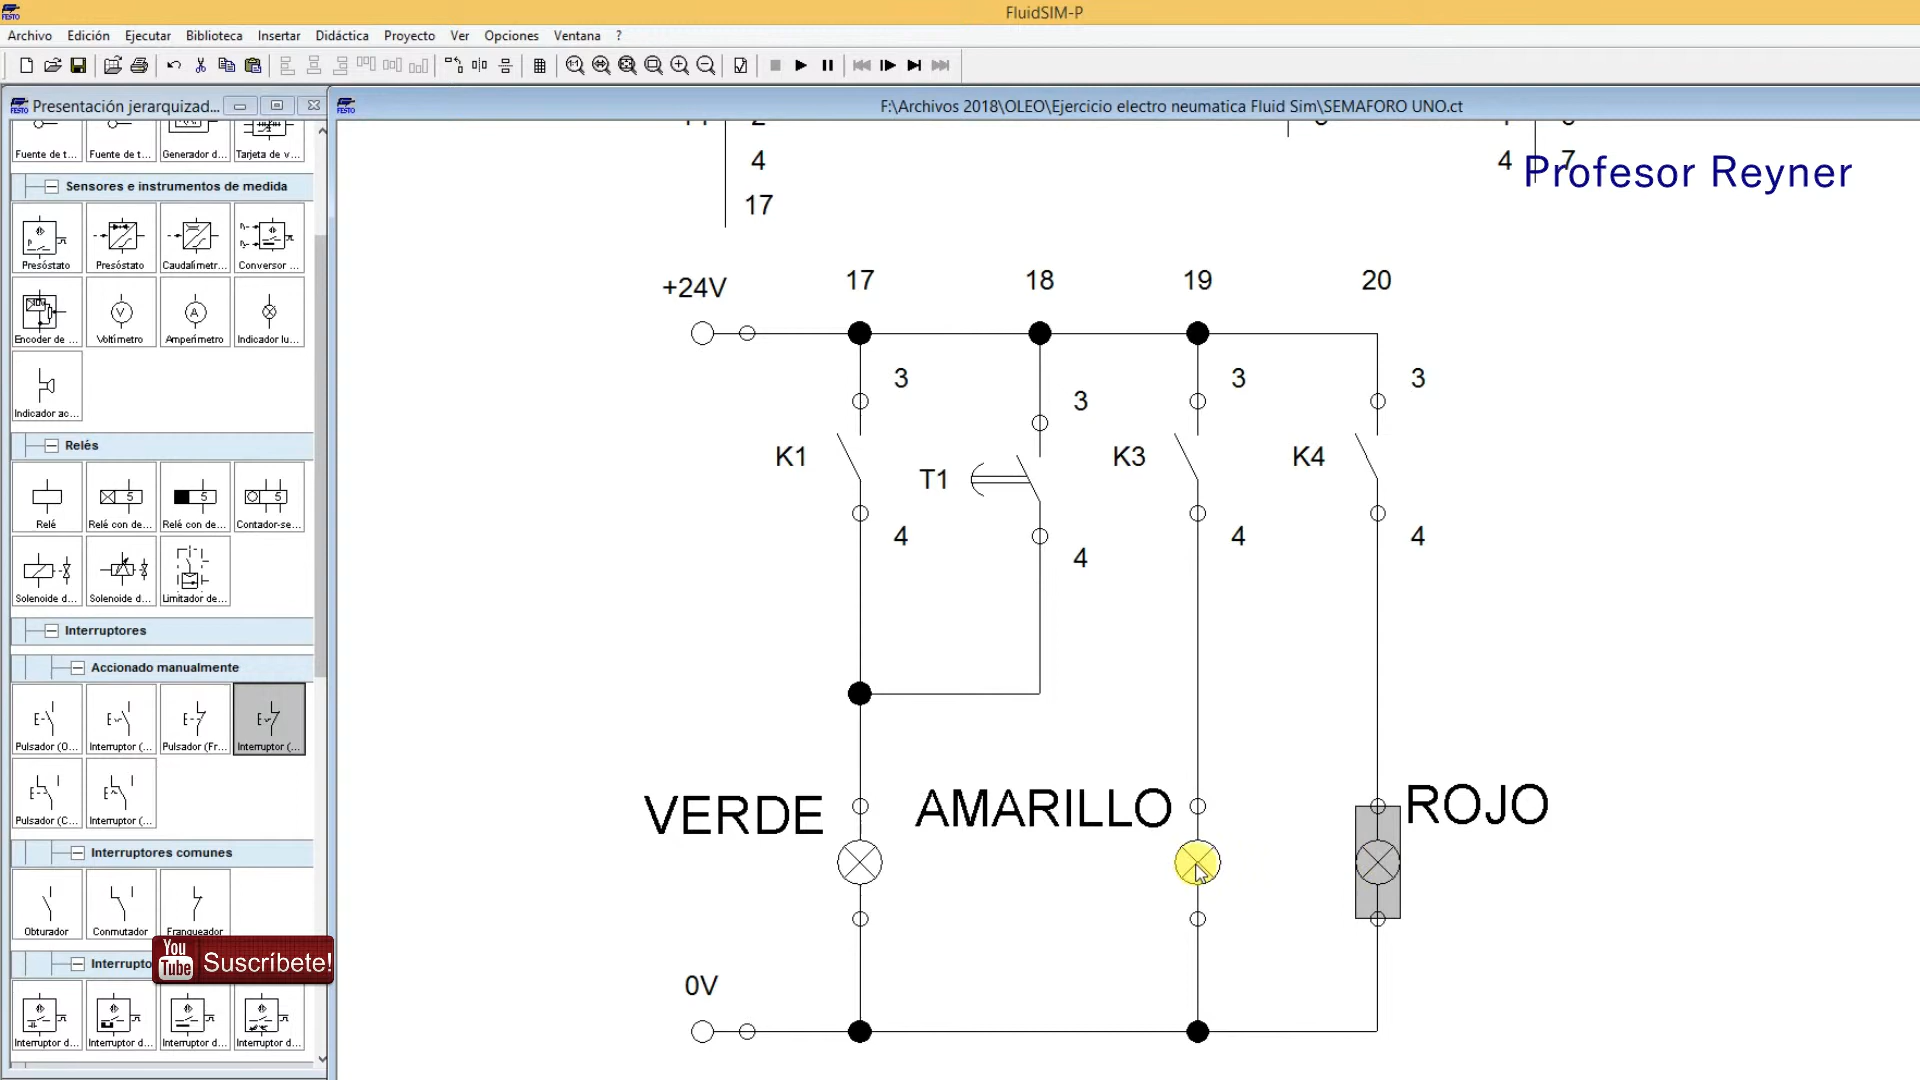 FluidSIM-P
Archivo Edición Ejecutar Biblioteca Insertar Didáctica Proyecto Ver Opciones Ventana ?
Presentación jerarquizad...
F:\Archivos 2018\OLEO\Ejercicio electro neumatica Fluid Sim\SEMAFORO UNO.ct
Fuente de t... Fuente de t... Generador d... Tarjeta de v...
Sensores e instrumentos de medida
Presóstato Presóstato Caudalímetr... Conversor ...
Encoder de ... Voltímetro Amperímetro Indicador lu...
Indicador ac...
Relés
Relé Relé con de... Relé con de... Contador-se...
Solenoide d... Solenoide d... Limitador de...
Interruptores
Accionado manualmente
Pulsador (O... Interruptor (... Pulsador (Fr... Interruptor (...
Pulsador (C... Interruptor (...
Interruptores comunes
Obturador Conmutador Franqueador
Interrupto
You Tube Suscríbete!
Interruptor d... Interruptor d... Interruptor d... Interruptor d...
4 4 7
Profesor Reyner
17
+24V 17 18 19 20
3 3 3 3
K1 T1 K3 K4
4 4 4 4
VERDE AMARILLO ROJO
0V